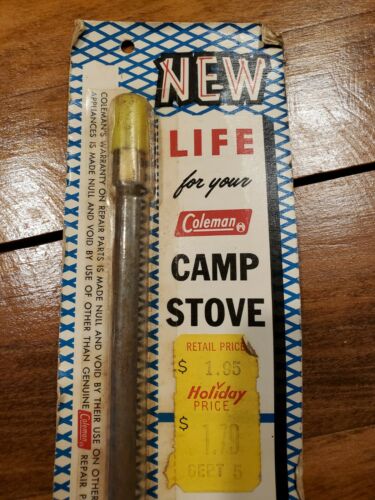 NEW
LIFE
for your
Coleman
CAMP
STOVE
RETAIL PRICE
$ 1.95
Holiday
PRICE
$ 1.79
SEPT 5
COLEMAN'S WARRANTY ON REPAIR PARTS IS MADE NULL AND VOID BY THEIR USE ON OTHER
APPLIANCES IS MADE NULL AND VOID BY USE OF OTHER THAN GENUINE Coleman REPAIR P